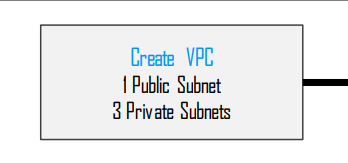 Create VPC
1 Public Subnet
3 Private Subnets